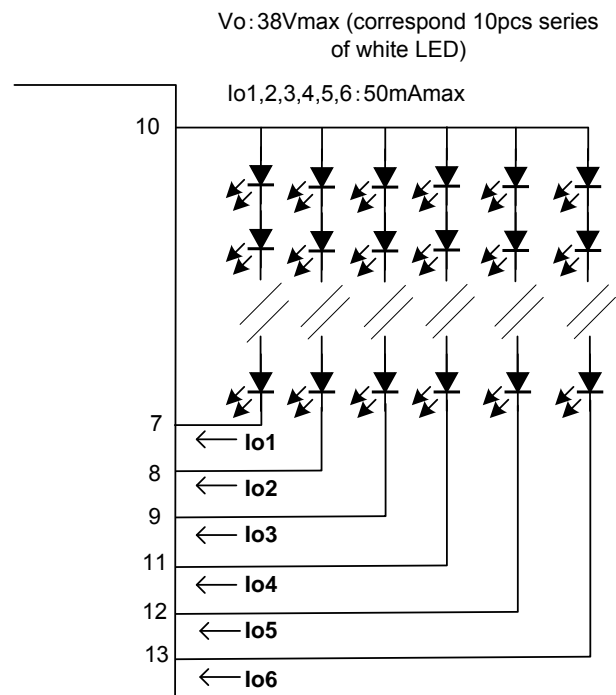 Vo:38Vmax (correspond 10pcs series
of white LED)
Io1,2,3,4,5,6:50mAmax
10
7
Io1
8
Io2
9
Io3
11
Io4
12
Io5
13
Io6